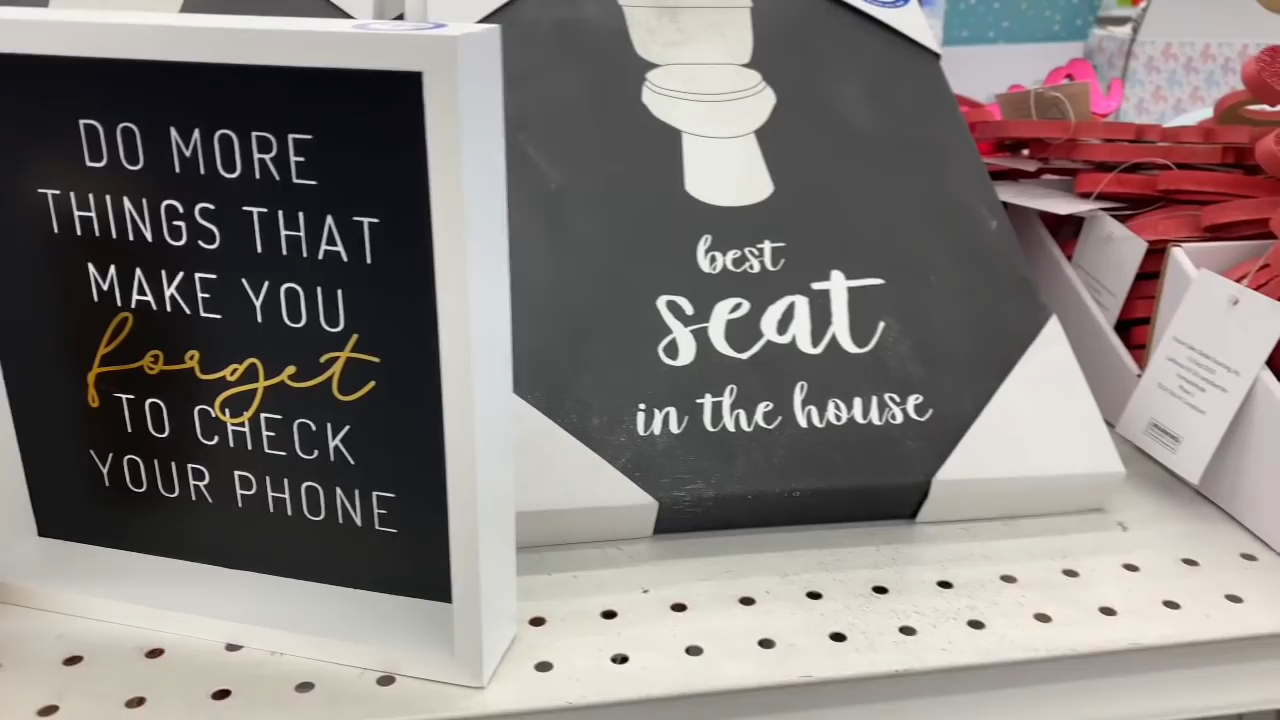 DO MORE
THINGS THAT
MAKE YOU
forget
TO CHECK
YOUR PHONE
best
seat
in the house